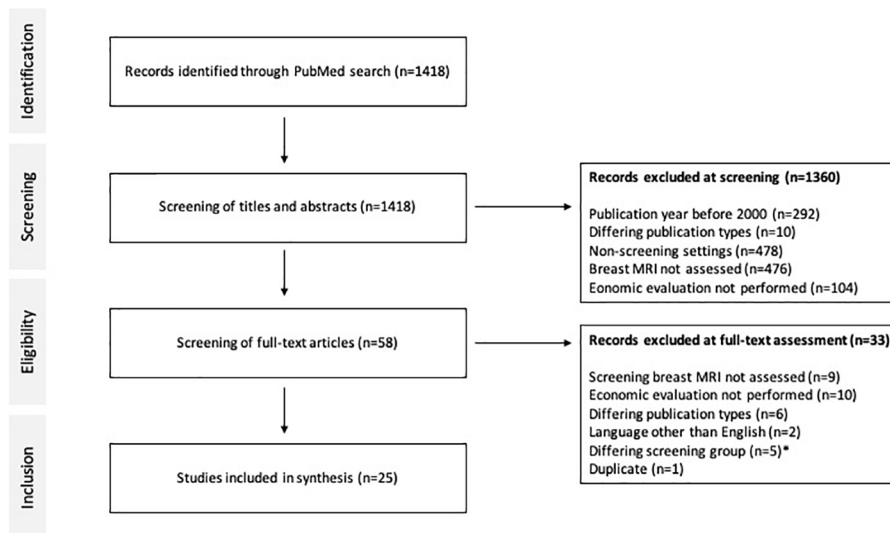 Identification
Records identified through PubMed search (n=1418)
Screening
Screening of titles and abstracts (n=1418)
Records excluded at screening (n=1360)
Publication year before 2000 (n=292)
Differing publication types (n=10)
Non-screening settings (n=478)
Breast MRI not assessed (n=476)
Eonomic evaluation not performed (n=104)
Eligibility
Screening of full-text articles (n=58)
Records excluded at full-text assessment (n=33)
Screening breast MRI not assessed (n=9)
Economic evaluation not performed (n=10)
Differing publication types (n=6)
Language other than English (n=2)
Differing screening group (n=5)*
Duplicate (n=1)
Inclusion
Studies included in synthesis (n=25)